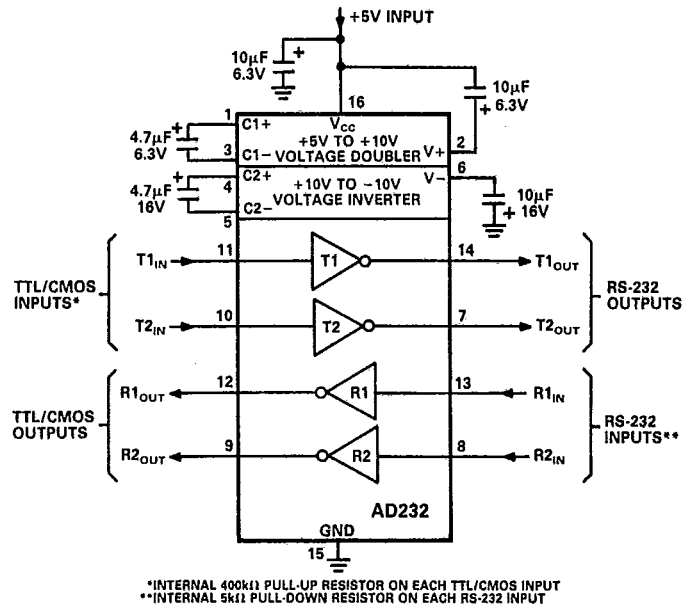 +5V INPUT
10μF
6.3V
+
10μF
6.3V
+
16
VCC
1
C1+
+5V TO +10V
VOLTAGE DOUBLER
V+
2
4.7μF
6.3V
+
3
C1−
C2+
4
+10V TO −10V
VOLTAGE INVERTER
V−
6
4.7μF
16V
+
C2−
5
10μF
16V
+
TTL/CMOS
INPUTS*
T1IN
11
T1
14
T1OUT
RS-232
OUTPUTS
T2IN
10
T2
7
T2OUT
TTL/CMOS
OUTPUTS
R1OUT
12
R1
13
R1IN
RS-232
INPUTS**
R2OUT
9
R2
8
R2IN
AD232
GND
15
*INTERNAL 400kΩ PULL-UP RESISTOR ON EACH TTL/CMOS INPUT
**INTERNAL 5kΩ PULL-DOWN RESISTOR ON EACH RS-232 INPUT